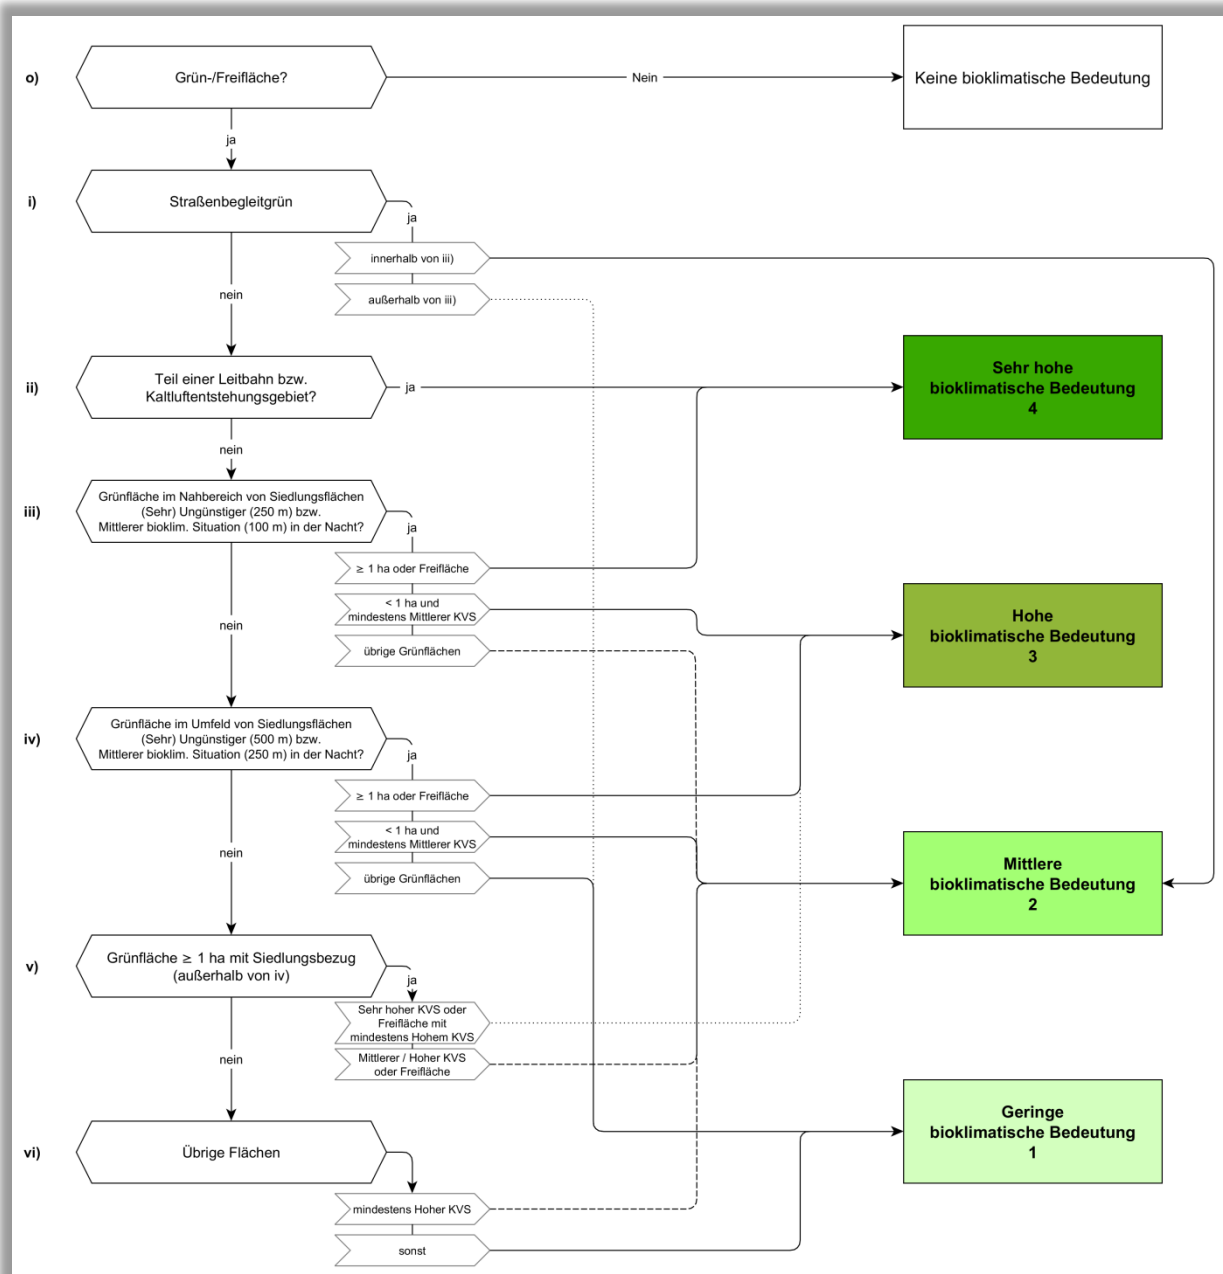 o)
Grün-/Freifläche?
Nein
Keine bioklimatische Bedeutung
ja
i)
Straßenbegleitgrün
ja
innerhalb von iii)
außerhalb von iii)
nein
ii)
Teil einer Leitbahn bzw.
Kaltluftentstehungsgebiet?
ja
Sehr hohe
bioklimatische Bedeutung
4
nein
iii)
Grünfläche im Nahbereich von Siedlungsflächen
(Sehr) Ungünstiger (250 m) bzw.
Mittlerer bioklim. Situation (100 m) in der Nacht?
ja
≥ 1 ha oder Freifläche
< 1 ha und
mindestens Mittlerer KVS
übrige Grünflächen
Hohe
bioklimatische Bedeutung
3
nein
iv)
Grünfläche im Umfeld von Siedlungsflächen
(Sehr) Ungünstiger (500 m) bzw.
Mittlerer bioklim. Situation (250 m) in der Nacht?
ja
≥ 1 ha oder Freifläche
< 1 ha und
mindestens Mittlerer KVS
übrige Grünflächen
Mittlere
bioklimatische Bedeutung
2
nein
v)
Grünfläche ≥ 1 ha mit Siedlungsbezug
(außerhalb von iv)
ja
Sehr hoher KVS oder
Freifläche mit
mindestens Hohem KVS
Mittlerer / Hoher KVS
oder Freifläche
nein
Geringe
bioklimatische Bedeutung
1
vi)
Übrige Flächen
mindestens Hoher KVS
sonst